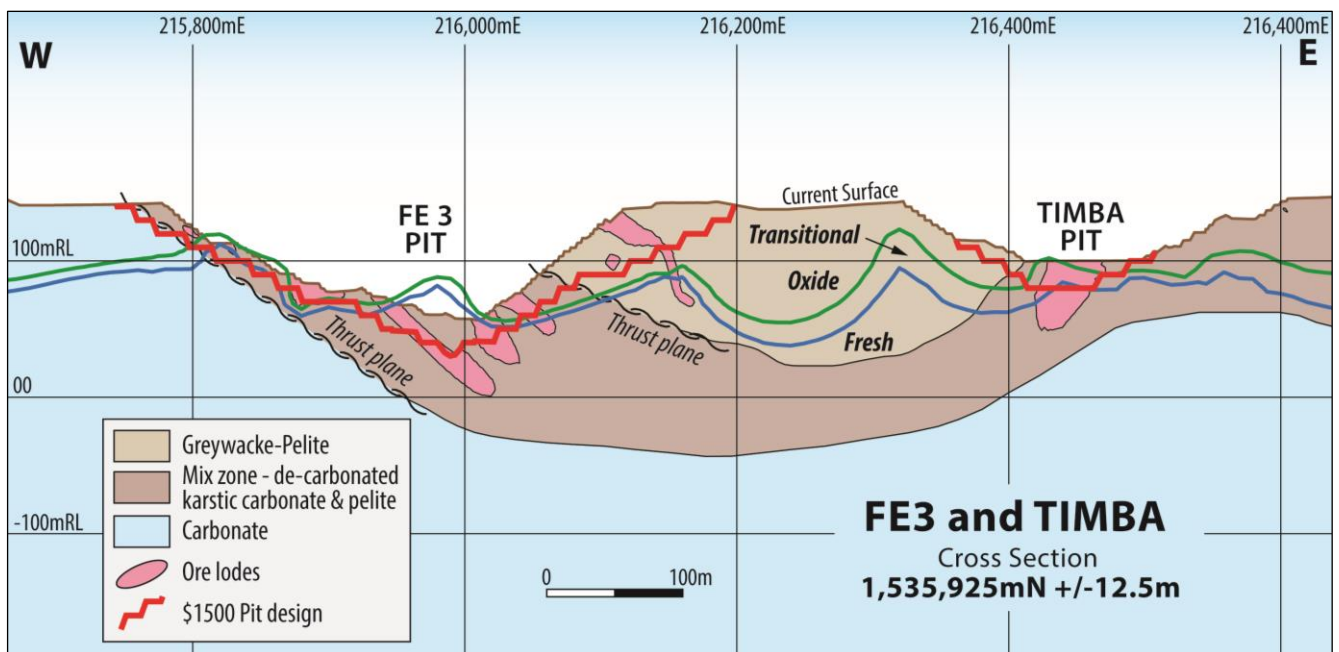 215,800mE
216,000mE
216,200mE
216,400mE
216,400mE
W
E
FE 3
PIT
Current Surface
TIMBA
PIT
Transitional
100mRL
Oxide
Thrust plane
Thrust plane
Fresh
00
Greywacke-Pelite
Mix zone - de-carbonated
karstic carbonate & pelite
Carbonate
Ore lodes
$1500 Pit design
-100mRL
0
100m
FE3 and TIMBA
Cross Section
1,535,925mN +/-12.5m